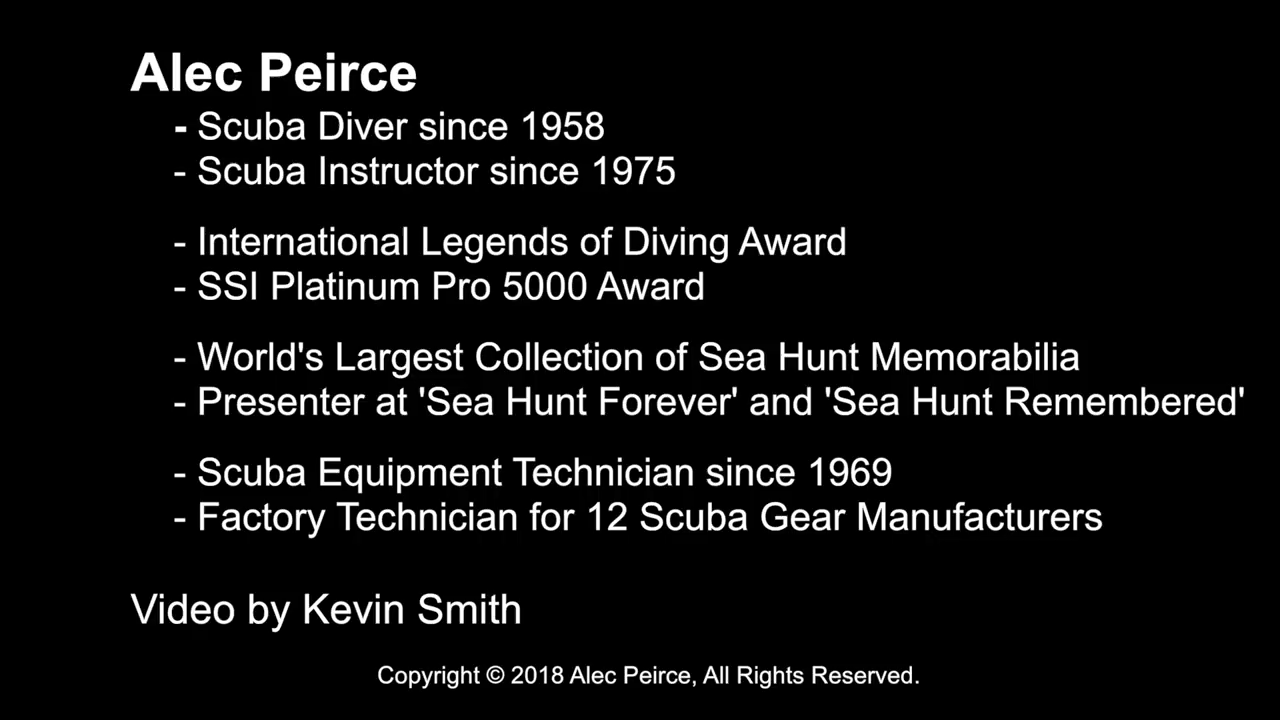 Alec Peirce
- Scuba Diver since 1958
- Scuba Instructor since 1975
- International Legends of Diving Award
- SSI Platinum Pro 5000 Award
- World's Largest Collection of Sea Hunt Memorabilia
- Presenter at 'Sea Hunt Forever' and 'Sea Hunt Remembered'
- Scuba Equipment Technician since 1969
- Factory Technician for 12 Scuba Gear Manufacturers
Video by Kevin Smith
Copyright © 2018 Alec Peirce, All Rights Reserved.